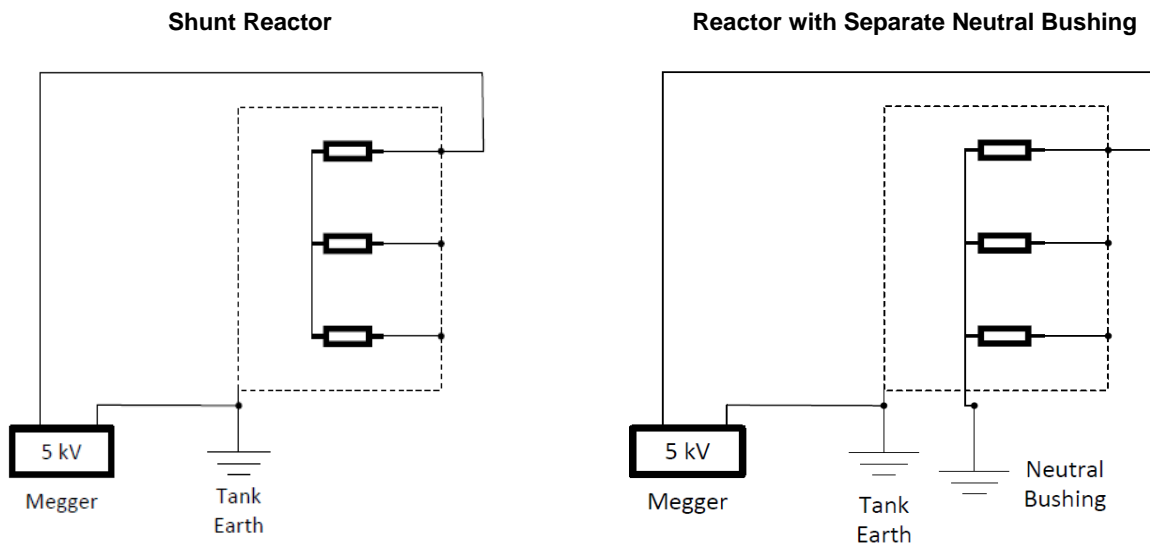 Shunt Reactor
Reactor with Separate Neutral Bushing
5 kV
Megger
Tank
Earth
5 kV
Megger
Tank
Earth
Neutral
Bushing